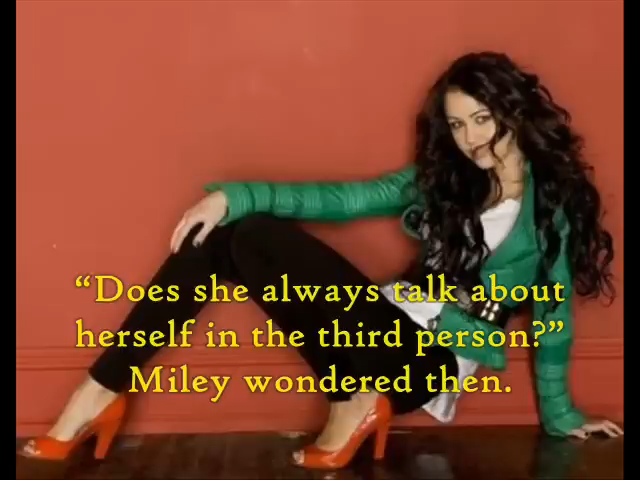 “Does she always talk about
herself in the third person?”
Miley wondered then.